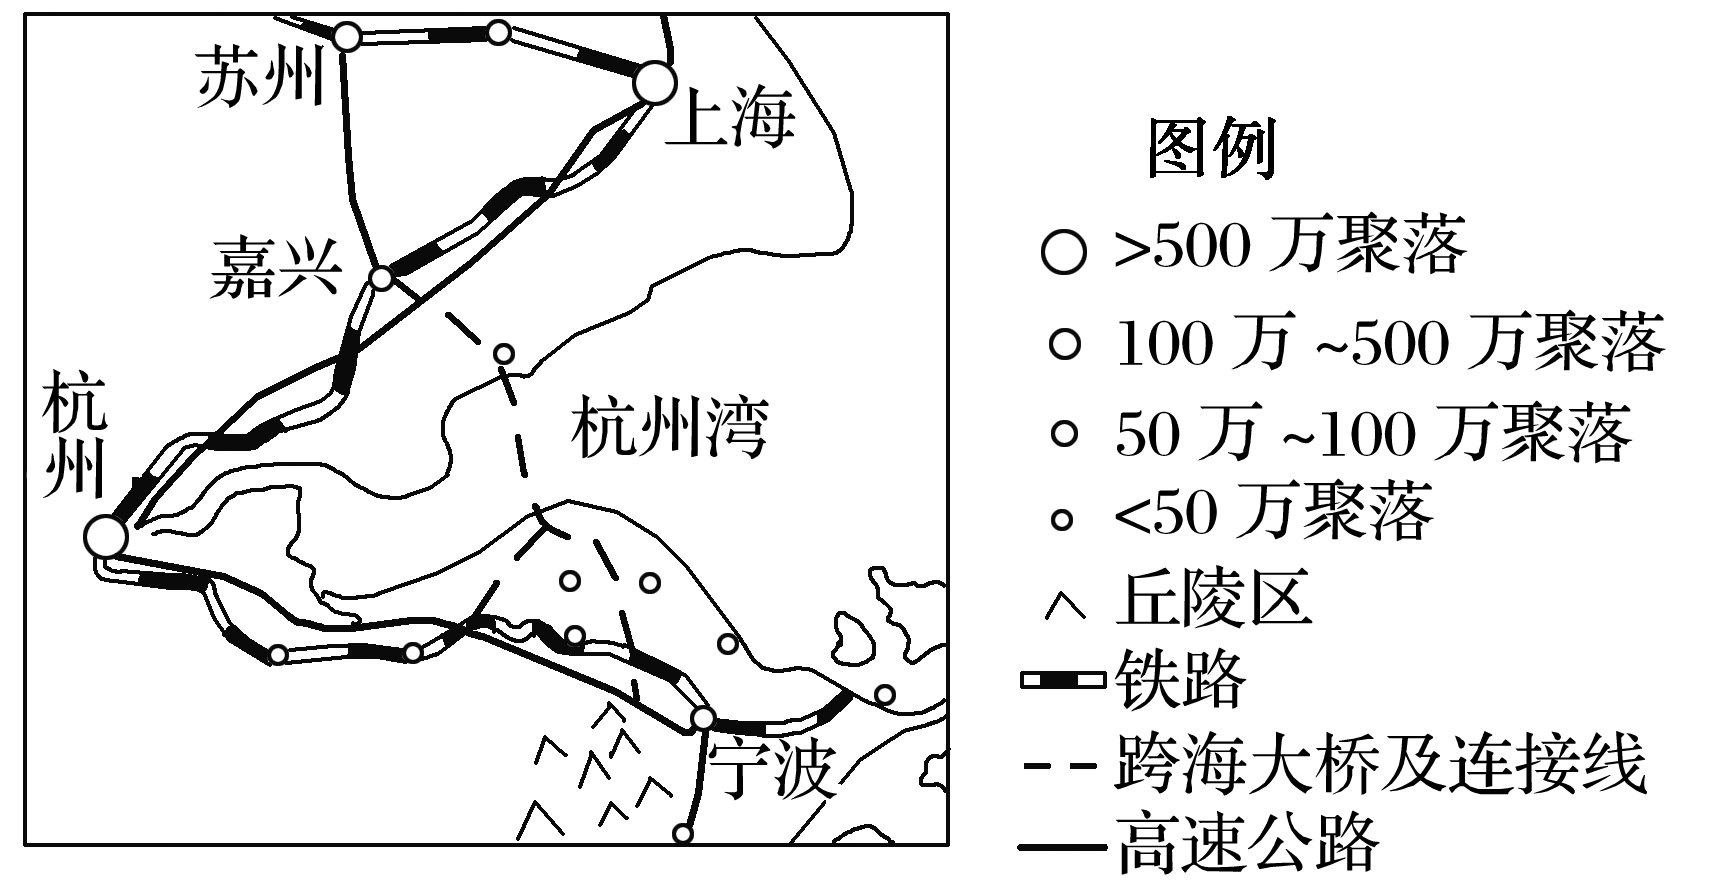 苏州
上海
嘉兴
杭州
杭州湾
宁波
图例
>500 万聚落
100 万 ~500 万聚落
50 万 ~100 万聚落
<50 万聚落
丘陵区
铁路
跨海大桥及连接线
高速公路